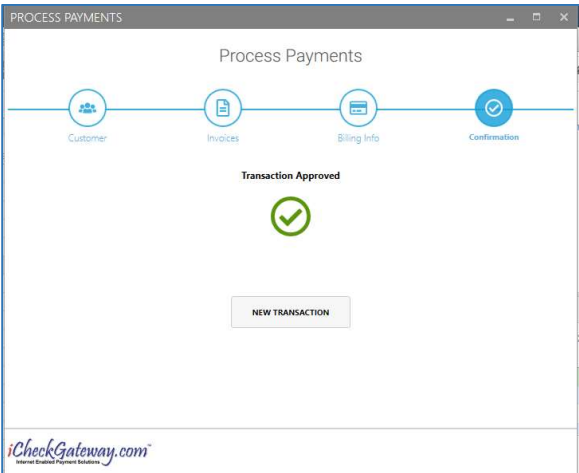 PROCESS PAYMENTS
Process Payments
Customer
Invoices
Billing Info
Confirmation
Transaction Approved
NEW TRANSACTION
iCheckGateway.com
Internet Enabled Payment Solutions